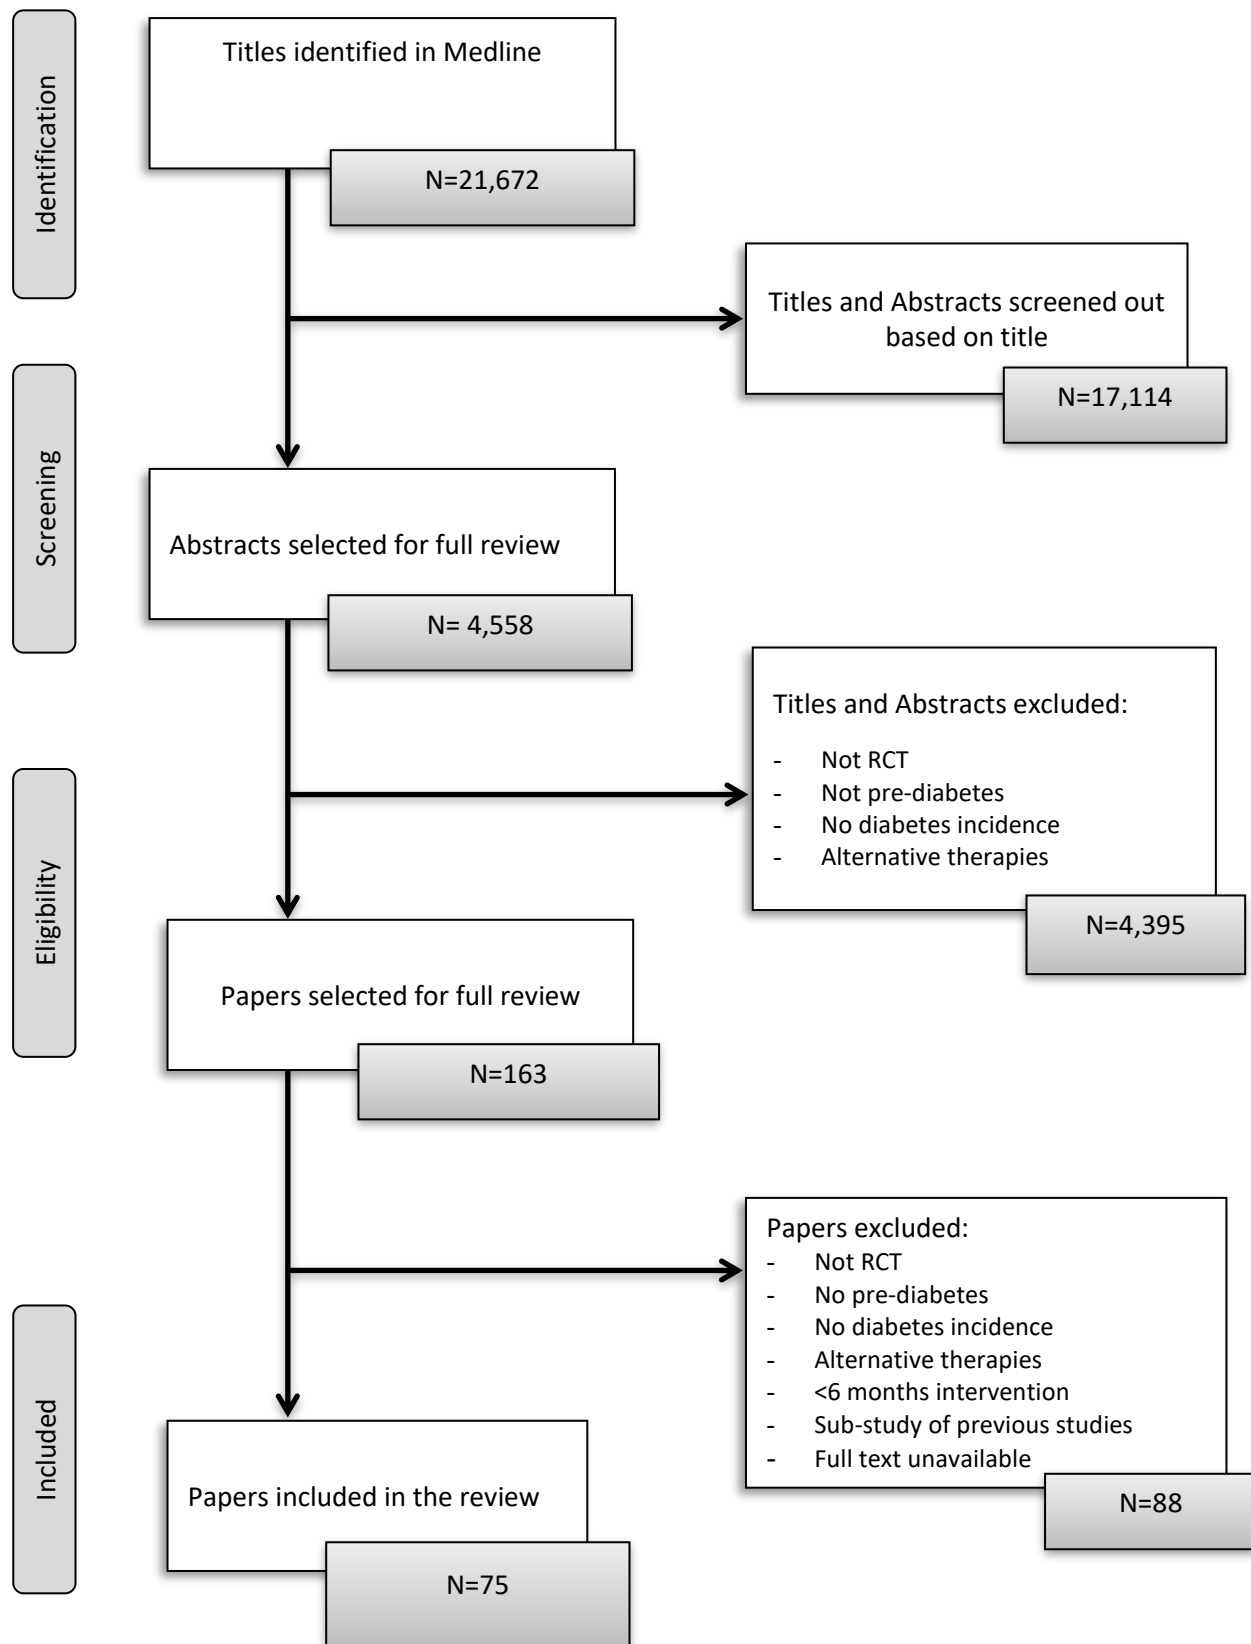 Identification
Titles identified in Medline
N=21,672
Titles and Abstracts screened out
based on title
N=17,114
Screening
Abstracts selected for full review
N= 4,558
Titles and Abstracts excluded:
- Not RCT
- Not pre-diabetes
- No diabetes incidence
- Alternative therapies
N=4,395
Eligibility
Papers selected for full review
N=163
Papers excluded:
- Not RCT
- No pre-diabetes
- No diabetes incidence
- Alternative therapies
- <6 months intervention
- Sub-study of previous studies
- Full text unavailable
N=88
Included
Papers included in the review
N=75